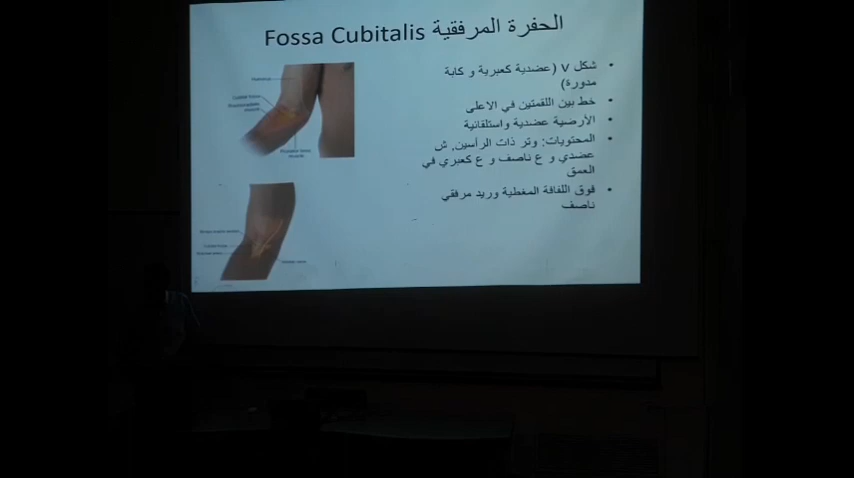 الحفرة المرفقية Fossa Cubitalis
شكل V (عضدية كعبرية و كابة
مدورة)
خط بين اللقمتين في الاعلى
الأرضية عضدية واستلقائية
المحتويات: وتر ذات الرأسين, ش
عضدي و ع ناصف و ع كعبري في
العمق
فوق اللفافة المغطية وريد مرفقي
ناصف